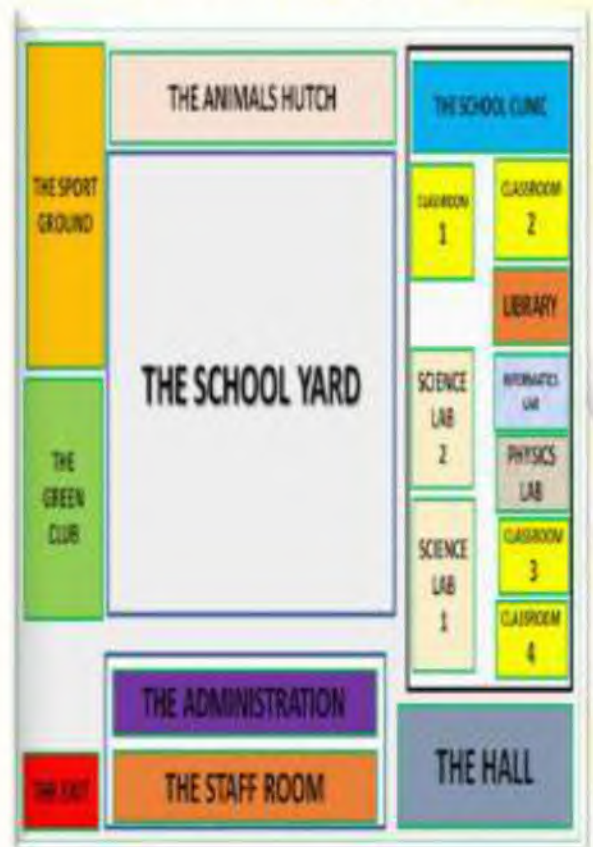 THE ANIMALS HUTCH
THE SCHOOL CLINIC
THE SPORT
GROUND
CLASSROOM
1
CLASSROOM
2
LIBRARY
THE SCHOOL YARD
SCIENCE
LAB
2
INFORMATICS
LAB
PHYSICS
LAB
THE
GREEN
CLUB
SCIENCE
LAB
1
CLASSROOM
3
CLASSROOM
4
THE ADMINISTRATION
THE EXIT
THE STAFF ROOM
THE HALL